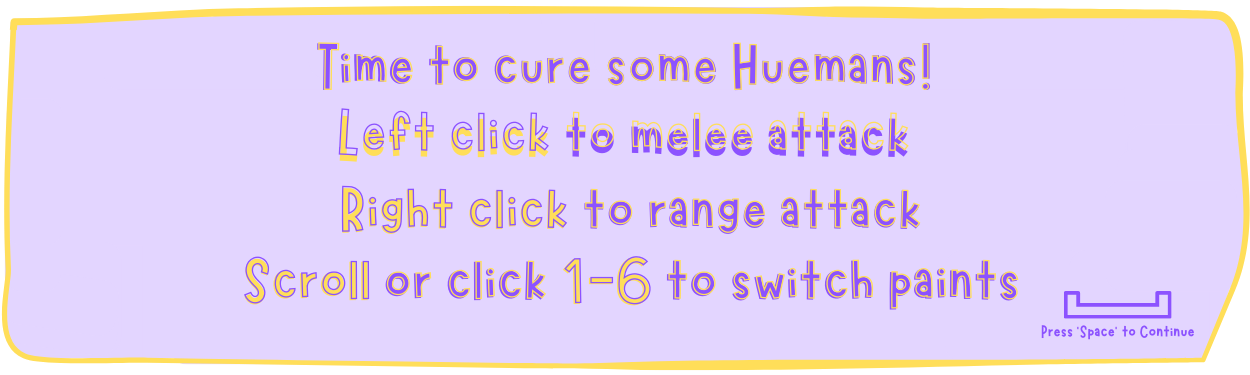 Time to cure some Huemans!
Left click to melee attack
Right click to range attack
Scroll or click 1-6 to switch paints
Press 'Space' to Continue